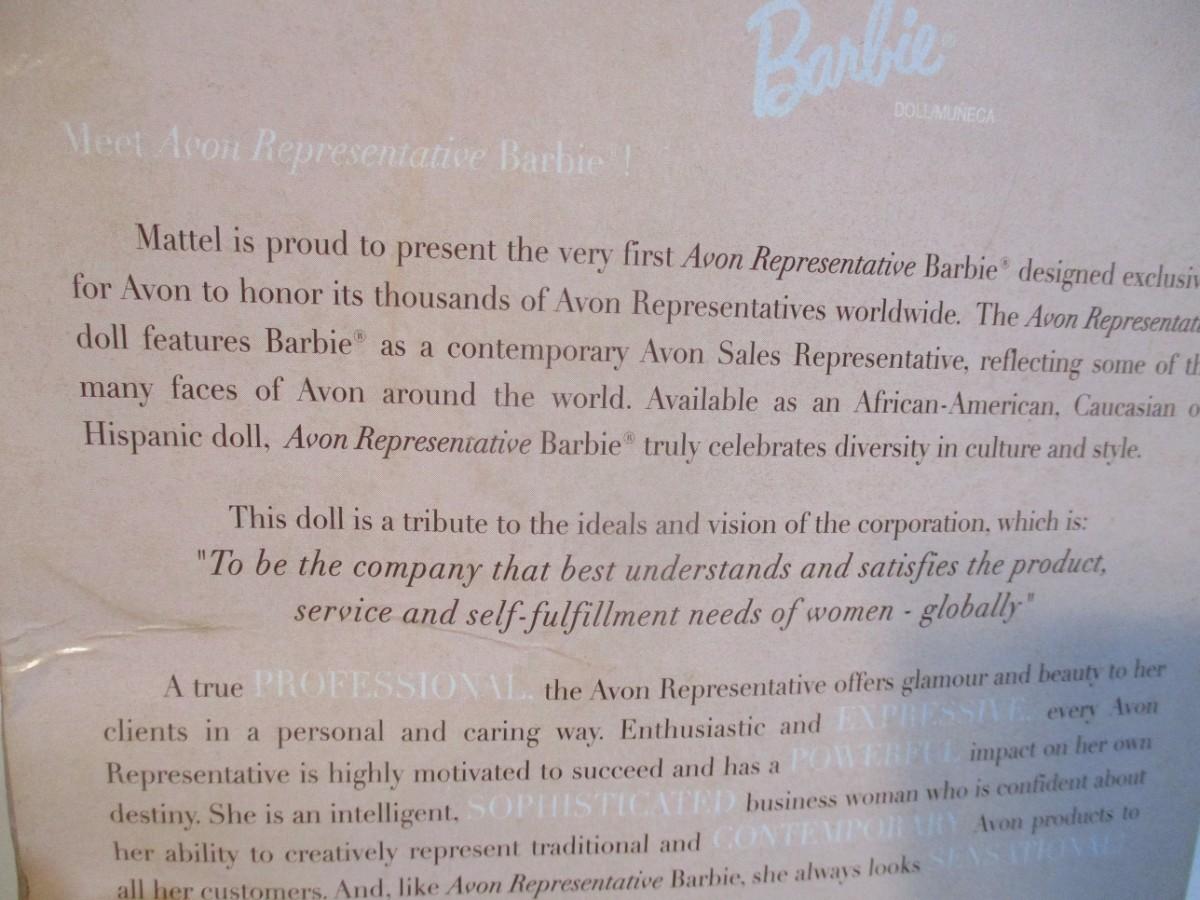 Barbie®
DOLL/MUÑECA
Meet Avon Representative Barbie®!
Mattel is proud to present the very first Avon Representative Barbie® designed
for Avon to honor its thousands of Avon Representatives worldwide. The Avon
doll features Barbie® as a contemporary Avon Sales Representative, reflecting some of
many faces of Avon around the world. Available as an African-American, Caucasian
Hispanic doll, Avon Representative Barbie® truly celebrates diversity in culture and style.
This doll is a tribute to the ideals and vision of the corporation, which is:
"To be the company that best understands and satisfies the product,
service and self-fulfillment needs of women - globally"
A true PROFESSIONAL, the Avon Representative offers glamour and beauty to her
clients in a personal and caring way. Enthusiastic and EXPRESSIVE, every Avon
Representative is highly motivated to succeed and has a POWERFUL impact on her own
destiny. She is an intelligent, SOPHISTICATED business woman who is confident about
her ability to creatively represent traditional and CONTEMPORARY Avon products to
all her customers. And, like Avon Representative Barbie, she always looks SENSATIONAL.